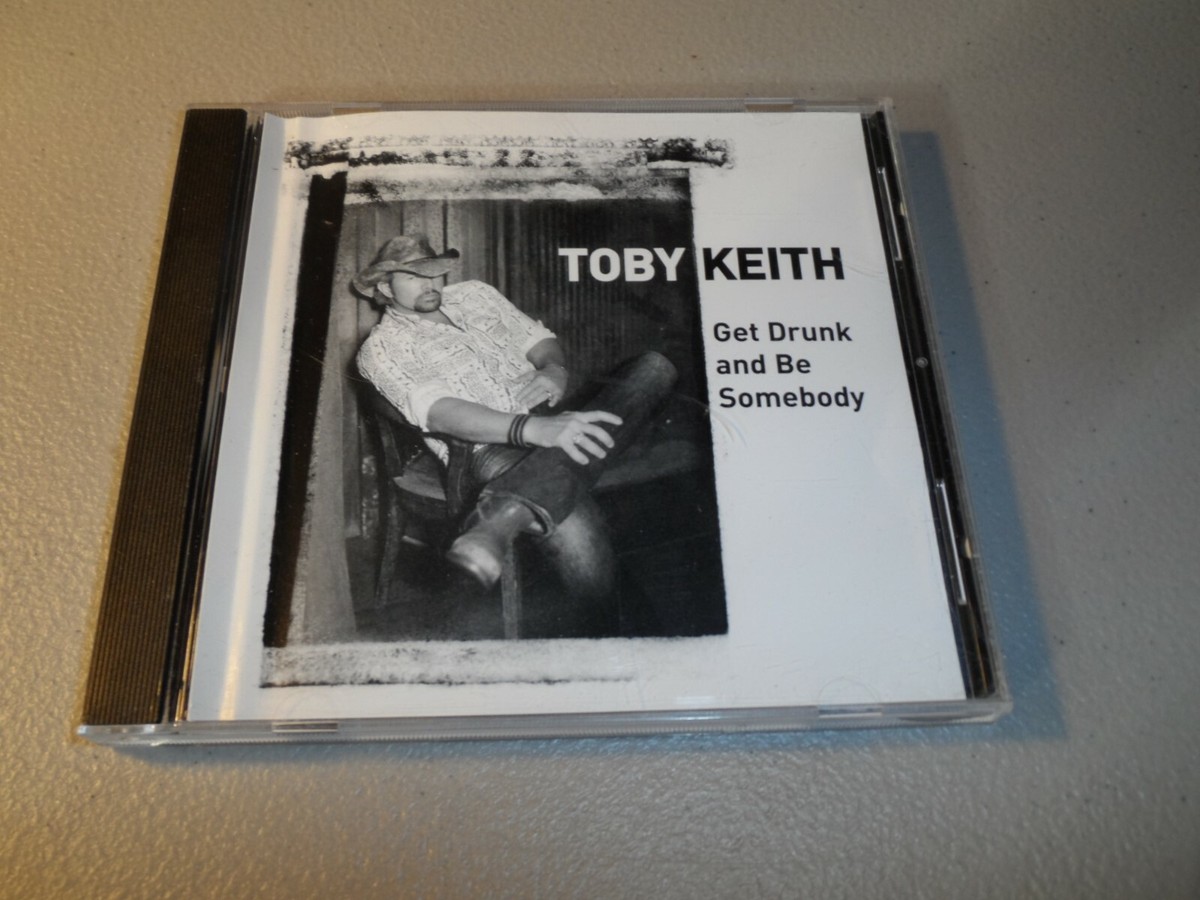 TOBY KEITH
Get Drunk
and Be
Somebody